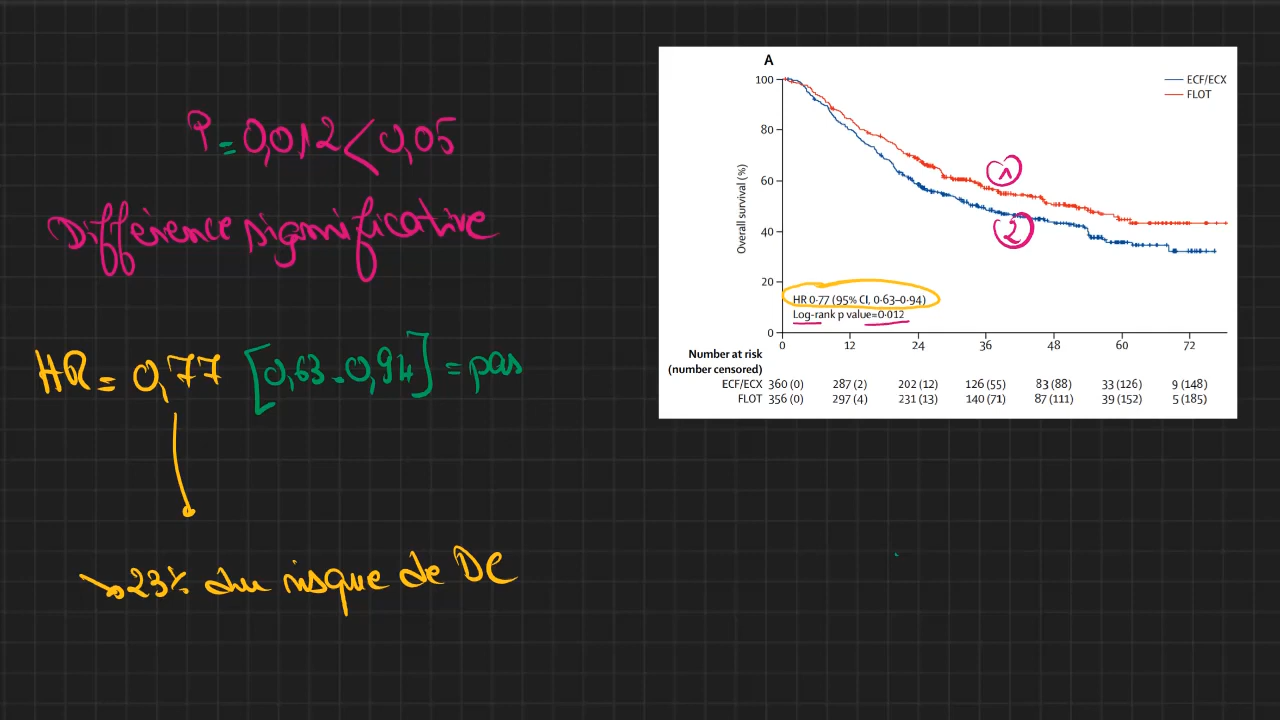 P = 0,012 < 0,05
Différence significative
HR = 0,77 [0,63 - 0,94] = pas
↘ 23% du risque de DC
A
100
80
60
40
20
0
Overall survival (%)
ECF/ECX
FLOT
1
2
HR 0·77 (95% CI, 0·63–0·94)
Log-rank p value=0·012
0 12 24 36 48 60 72
Number at risk
(number censored)
ECF/ECX 360 (0) 287 (2) 202 (12) 126 (55) 83 (88) 33 (126) 9 (148)
FLOT 356 (0) 297 (4) 231 (13) 140 (71) 87 (111) 39 (152) 5 (185)